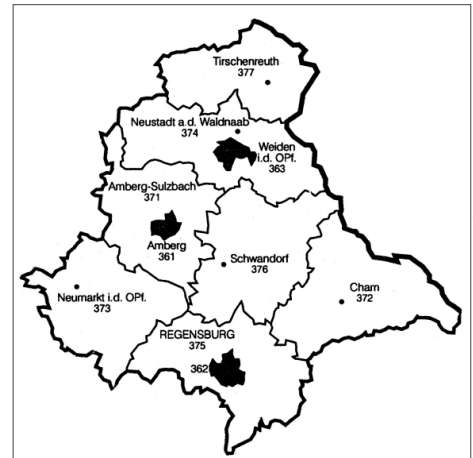 Tirschenreuth
377
Neustadt a.d. Waldnaab
374
Weiden
i.d. OPf.
363
Amberg-Sulzbach
371
Amberg
361
Schwandorf
376
Cham
372
Neumarkt i.d. OPf.
373
REGENSBURG
375
362